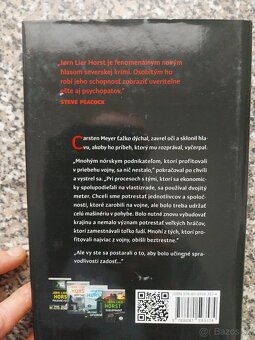 „Jørn Lier Horst je fenomenálnym novým
hlasom severskej krimi. Osobitým ho
robí jeho schopnosť zobraziť uveriteľne
ešte aj psychopatov.“
STEVE PEACOCK
Carsten Meyer ťažko dýchal, zavrel oči a sklonil hla-
vu, akoby ho príbeh, ktorý mu rozprával, vyčerpal.
„Mnohým nórskym podnikateľom, ktorí profitovali
v priebehu vojny, sa nič nestalo,“ pokračoval po chvíli
a vystrel sa. „Pri procesoch s tými, ktorí sa ekonomic-
ky spolupodieľali na vlastizrade, sa používal dvojitý
meter. Chceli sme potrestať jednotlivcov a spoloč-
nosti, ktoré zarobili na vojne, ale bolo treba udržať
celú mašinériu v pohybe. Bolo nutné znovu vybudovať
krajinu a nemalo význam potrestať veľkých hráčov,
ktorí zamestnávali toľko ľudí. Mnohí z tých, ktorí pro-
fitovali najviac z vojny, obišli beztrestne.“
„Ale vy ste sa postarali o to, aby bolo učinené spra-
vodlivosti zadosť...“
HORST
HORST